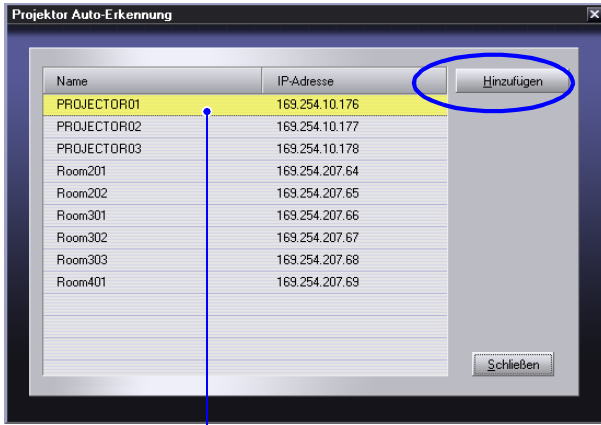 Projektor Auto-Erkennung
Name IP-Adresse Hinzufügen
PROJECTOR01 169.254.10.176
PROJECTOR02 169.254.10.177
PROJECTOR03 169.254.10.178
Room201 169.254.207.64
Room202 169.254.207.65
Room301 169.254.207.66
Room302 169.254.207.67
Room303 169.254.207.68
Room401 169.254.207.69
Schließen